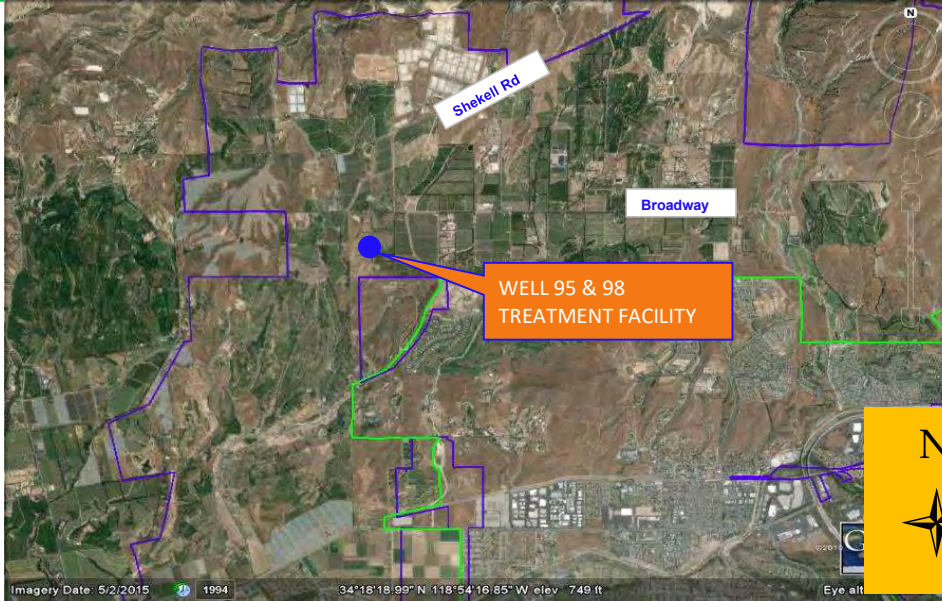 N
Shekell Rd
Broadway
WELL 95 & 98
TREATMENT FACILITY
N
©201
G
Imagery Date: 5/2/2015 1994 34°18'18.99" N 118°54'16.85" W elev 749 ft Eye alt